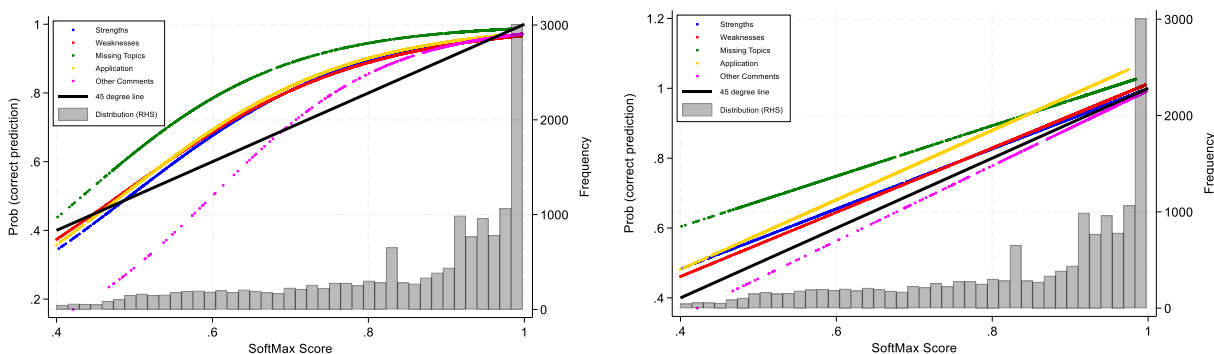 Strengths
Weaknesses
Missing Topics
Application
Other Comments
45 degree line
Distribution (RHS)
1
.8
.6
.4
.2
Prob (correct prediction)
3000
2000
1000
0
Frequency
.4 .6 .8 1
SoftMax Score
Strengths
Weaknesses
Missing Topics
Application
Other Comments
45 degree line
Distribution (RHS)
1.2
1
.8
.6
.4
Prob (correct prediction)
3000
2000
1000
0
Frequency
.4 .6 .8 1
SoftMax Score